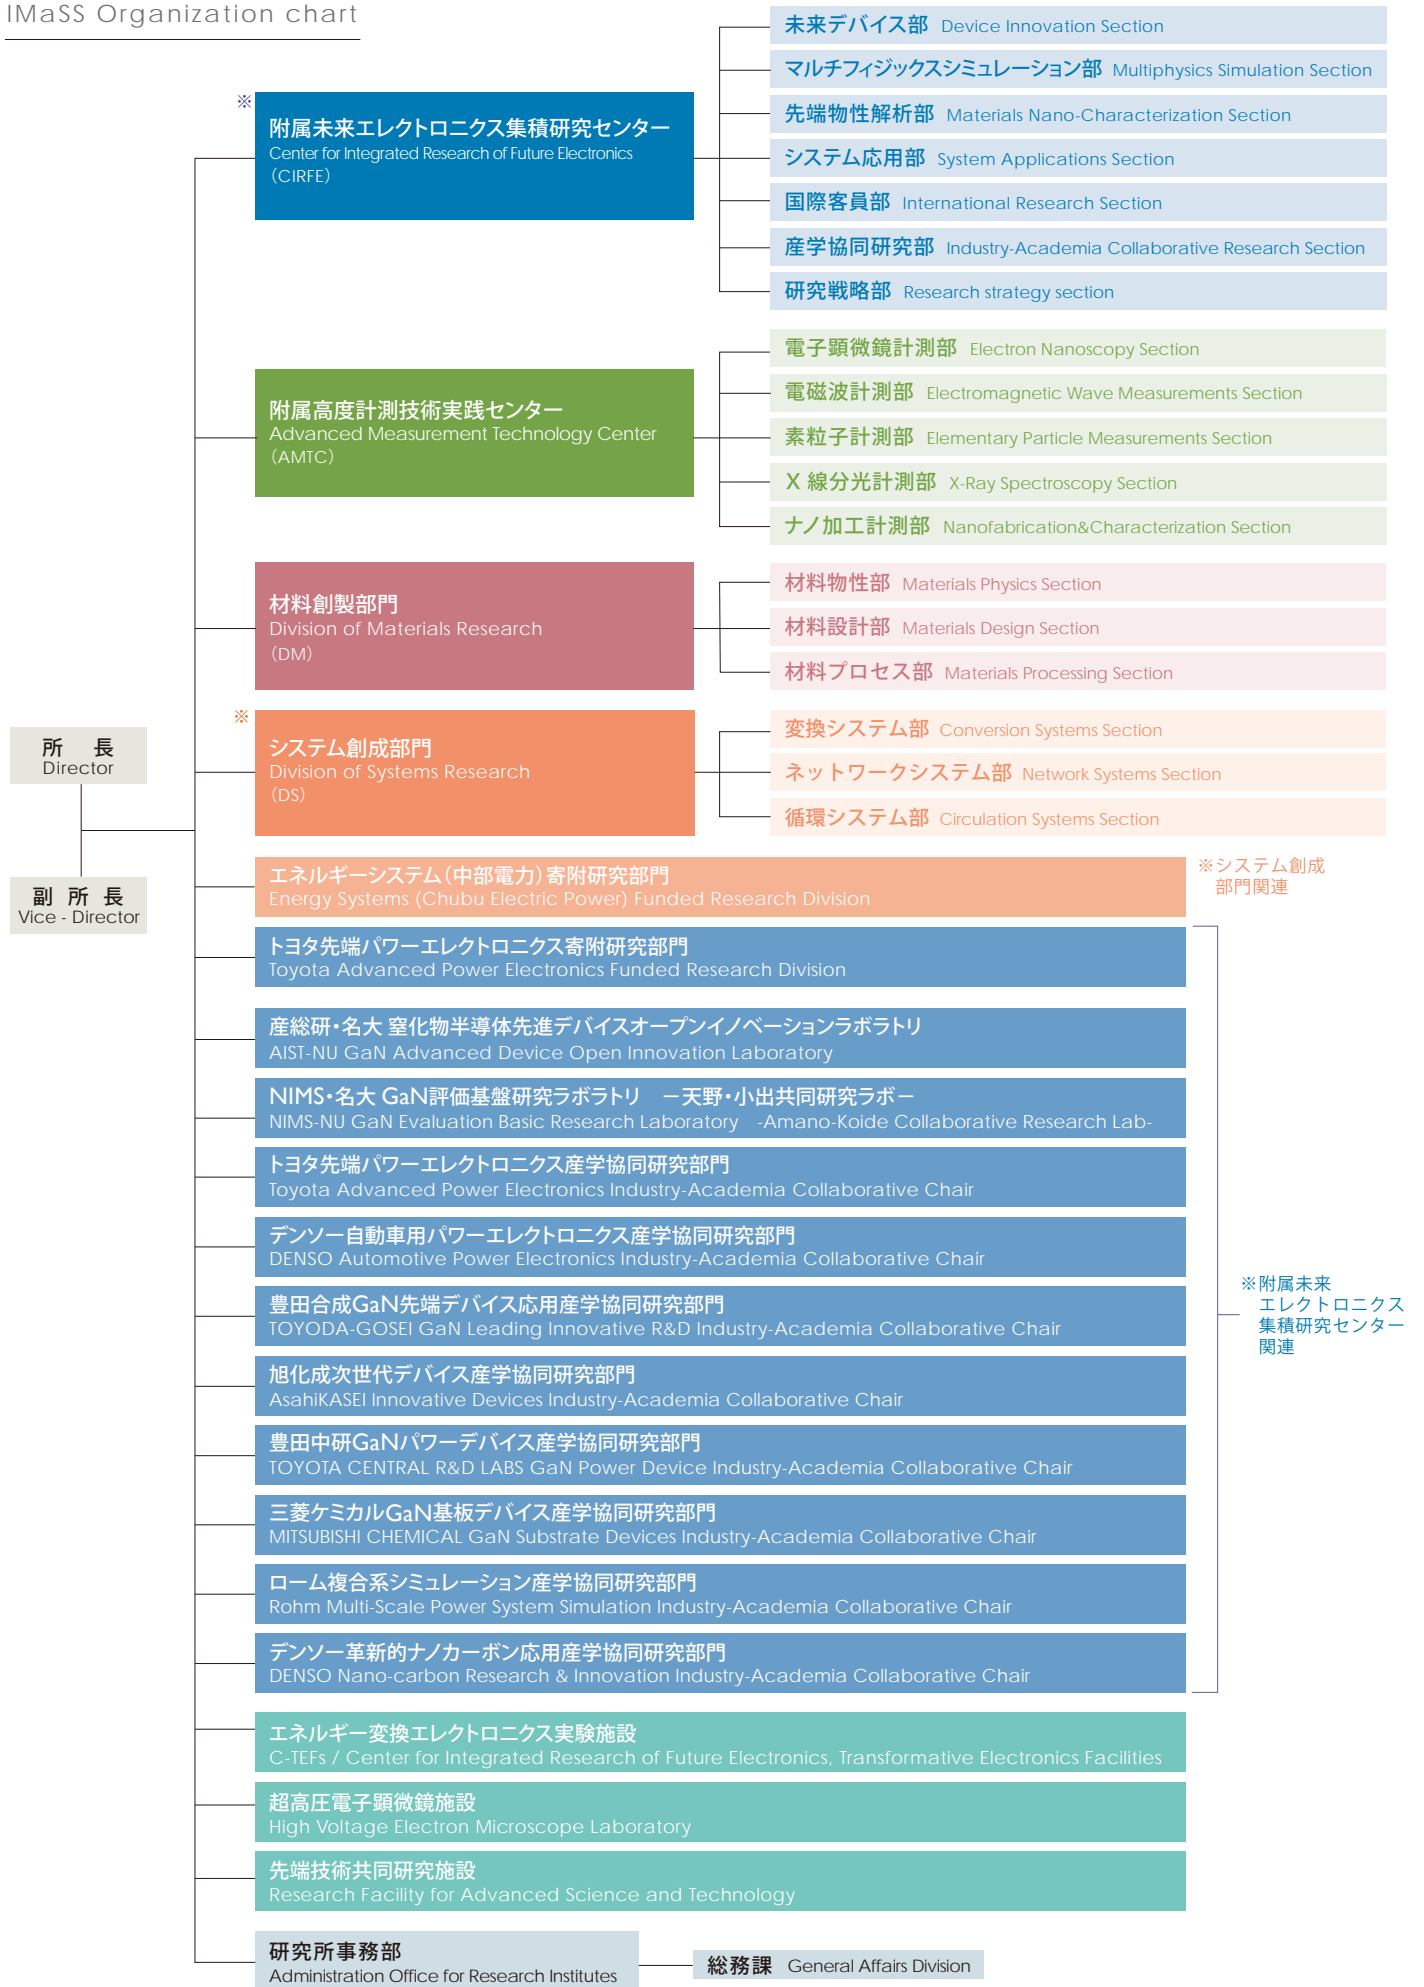 IMaSS Organization chart
※
附属未来エレクトロニクス集積研究センター
Center for Integrated Research of Future Electronics
（CIRFE）
未来デバイス部 Device Innovation Section
マルチフィジックスシミュレーション部 Multiphysics Simulation Section
先端物性解析部 Materials Nano-Characterization Section
システム応用部 System Applications Section
国際客員部 International Research Section
産学協同研究部 Industry-Academia Collaborative Research Section
研究戦略部 Research strategy section
附属高度計測技術実践センター
Advanced Measurement Technology Center
（AMTC）
電子顕微鏡計測部 Electron Nanoscopy Section
電磁波計測部 Electromagnetic Wave Measurements Section
素粒子計測部 Elementary Particle Measurements Section
X 線分光計測部 X-Ray Spectroscopy Section
ナノ加工計測部 Nanofabrication&Characterization Section
材料創製部門
Division of Materials Research
（DM）
材料物性部 Materials Physics Section
材料設計部 Materials Design Section
材料プロセス部 Materials Processing Section
※
システム創成部門
Division of Systems Research
（DS）
変換システム部 Conversion Systems Section
ネットワークシステム部 Network Systems Section
循環システム部 Circulation Systems Section
所 長
Director
副 所 長
Vice - Director
エネルギーシステム（中部電力）寄附研究部門
Energy Systems (Chubu Electric Power) Funded Research Division
※システム創成
部門関連
トヨタ先端パワーエレクトロニクス寄附研究部門
Toyota Advanced Power Electronics Funded Research Division
産総研・名大 窒化物半導体先進デバイスオープンイノベーションラボラトリ
AIST-NU GaN Advanced Device Open Innovation Laboratory
NIMS・名大 GaN評価基盤研究ラボラトリ －天野・小出共同研究ラボ－
NIMS-NU GaN Evaluation Basic Research Laboratory -Amano-Koide Collaborative Research Lab-
トヨタ先端パワーエレクトロニクス産学協同研究部門
Toyota Advanced Power Electronics Industry-Academia Collaborative Chair
デンソー自動車用パワーエレクトロニクス産学協同研究部門
DENSO Automotive Power Electronics Industry-Academia Collaborative Chair
豊田合成GaN先端デバイス応用産学協同研究部門
TOYODA-GOSEI GaN Leading Innovative R&D Industry-Academia Collaborative Chair
旭化成次世代デバイス産学協同研究部門
AsahiKASEI Innovative Devices Industry-Academia Collaborative Chair
豊田中研GaNパワーデバイス産学協同研究部門
TOYOTA CENTRAL R&D LABS GaN Power Device Industry-Academia Collaborative Chair
三菱ケミカルGaN基板デバイス産学協同研究部門
MITSUBISHI CHEMICAL GaN Substrate Devices Industry-Academia Collaborative Chair
ローム複合系シミュレーション産学協同研究部門
Rohm Multi-Scale Power System Simulation Industry-Academia Collaborative Chair
デンソー革新的ナノカーボン応用産学協同研究部門
DENSO Nano-carbon Research & Innovation Industry-Academia Collaborative Chair
※附属未来
エレクトロニクス
集積研究センター
関連
エネルギー変換エレクトロニクス実験施設
C-TEFs / Center for Integrated Research of Future Electronics, Transformative Electronics Facilities
超高圧電子顕微鏡施設
High Voltage Electron Microscope Laboratory
先端技術共同研究施設
Research Facility for Advanced Science and Technology
研究所事務部
Administration Office for Research Institutes
総務課 General Affairs Division